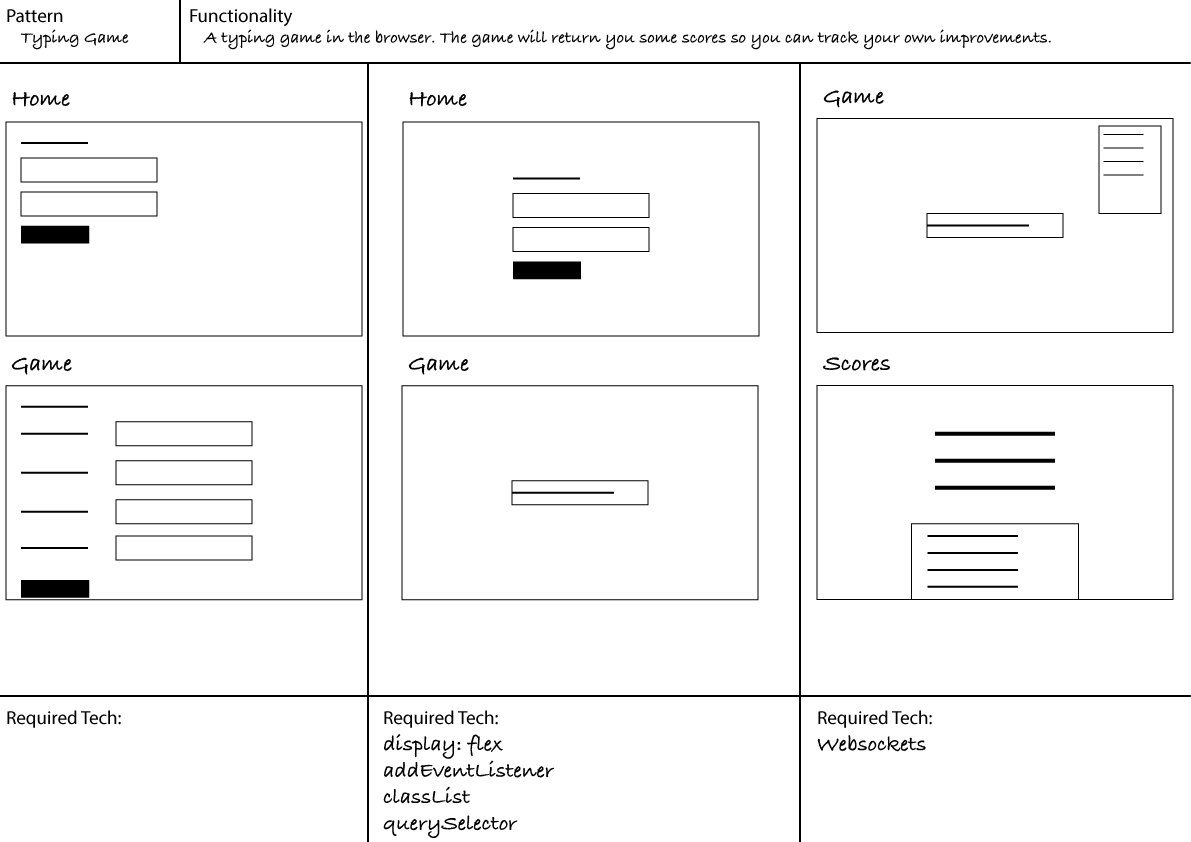 Pattern
Typing Game
Functionality
A typing game in the browser. The game will return you some scores so you can track your own improvements.
Home
Game
Required Tech:
Home
Game
Required Tech:
display: flex
addEventListener
classList
querySelector
Game
Scores
Required Tech:
Websockets